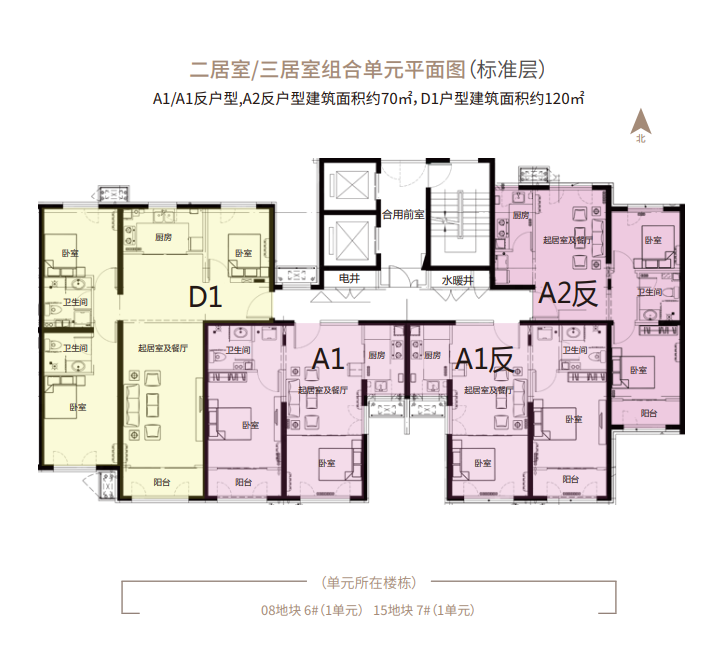 二居室/三居室组合单元平面图（标准层）
A1/A1反户型,A2反户型建筑面积约70㎡，D1户型建筑面积约120㎡
北
合用前室
厨房
厨房
卧室
卧室
起居室及餐厅
卧室
电井
水暖井
D1
A2反
卫生间
卫生间
卫生间
起居室及餐厅
卫生间
A1
厨房
厨房
A1反
卫生间
卧室
起居室及餐厅
起居室及餐厅
卧室
卧室
阳台
卧室
卧室
卧室
卧室
阳台
阳台
阳台
（单元所在楼栋）
08地块 6#（1单元） 15地块 7#（1单元）